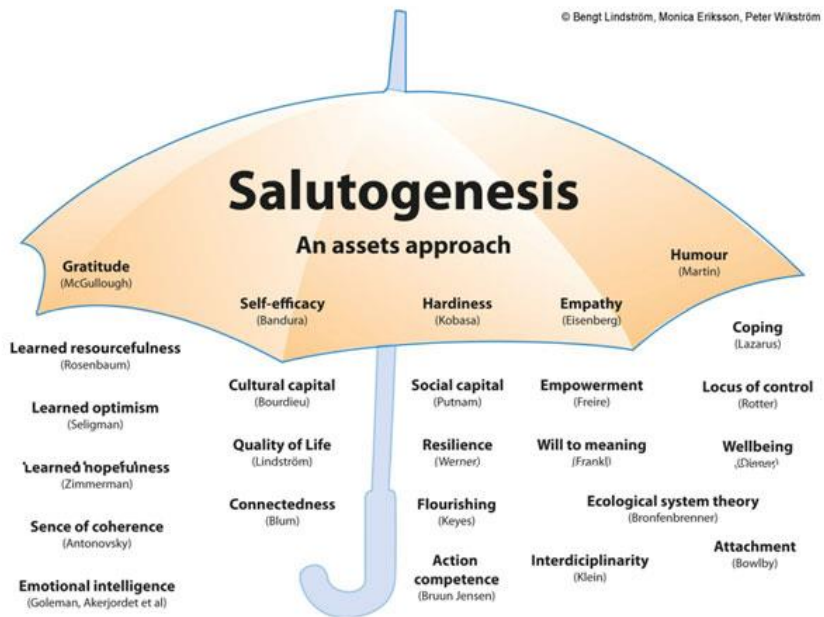 © Bengt Lindström, Monica Eriksson, Peter Wikström
Salutogenesis
An assets approach
Gratitude
(McGullough)
Humour
(Martin)
Self-efficacy
(Bandura)
Hardiness
(Kobasa)
Empathy
(Eisenberg)
Coping
(Lazarus)
Learned resourcefulness
(Rosenbaum)
Cultural capital
(Bourdieu)
Social capital
(Putnam)
Empowerment
(Freire)
Locus of control
(Rotter)
Learned optimism
(Seligman)
Quality of Life
(Lindström)
Resilience
(Werner)
Will to meaning
(Frankl)
Wellbeing
Learned hopefulness
(Zimmerman)
Connectedness
(Blum)
Flourishing
(Keyes)
Ecological system theory
(Bronfenbrenner)
Sence of coherence
(Antonovsky)
Action
competence
(Bruun Jensen)
Interdiciplinarity
(Klein)
Attachment
(Bowlby)
Emotional intelligence
(Goleman, Akerjordet et al)